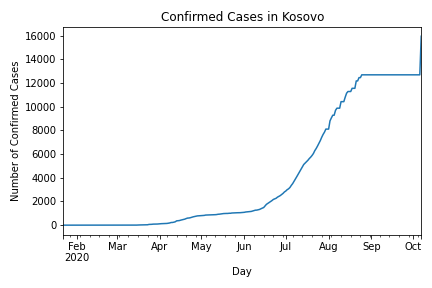 Confirmed Cases in Kosovo
Number of Confirmed Cases
16000
14000
12000
10000
8000
6000
4000
2000
0
Feb Mar Apr May Jun Jul Aug Sep Oct
2020
Day